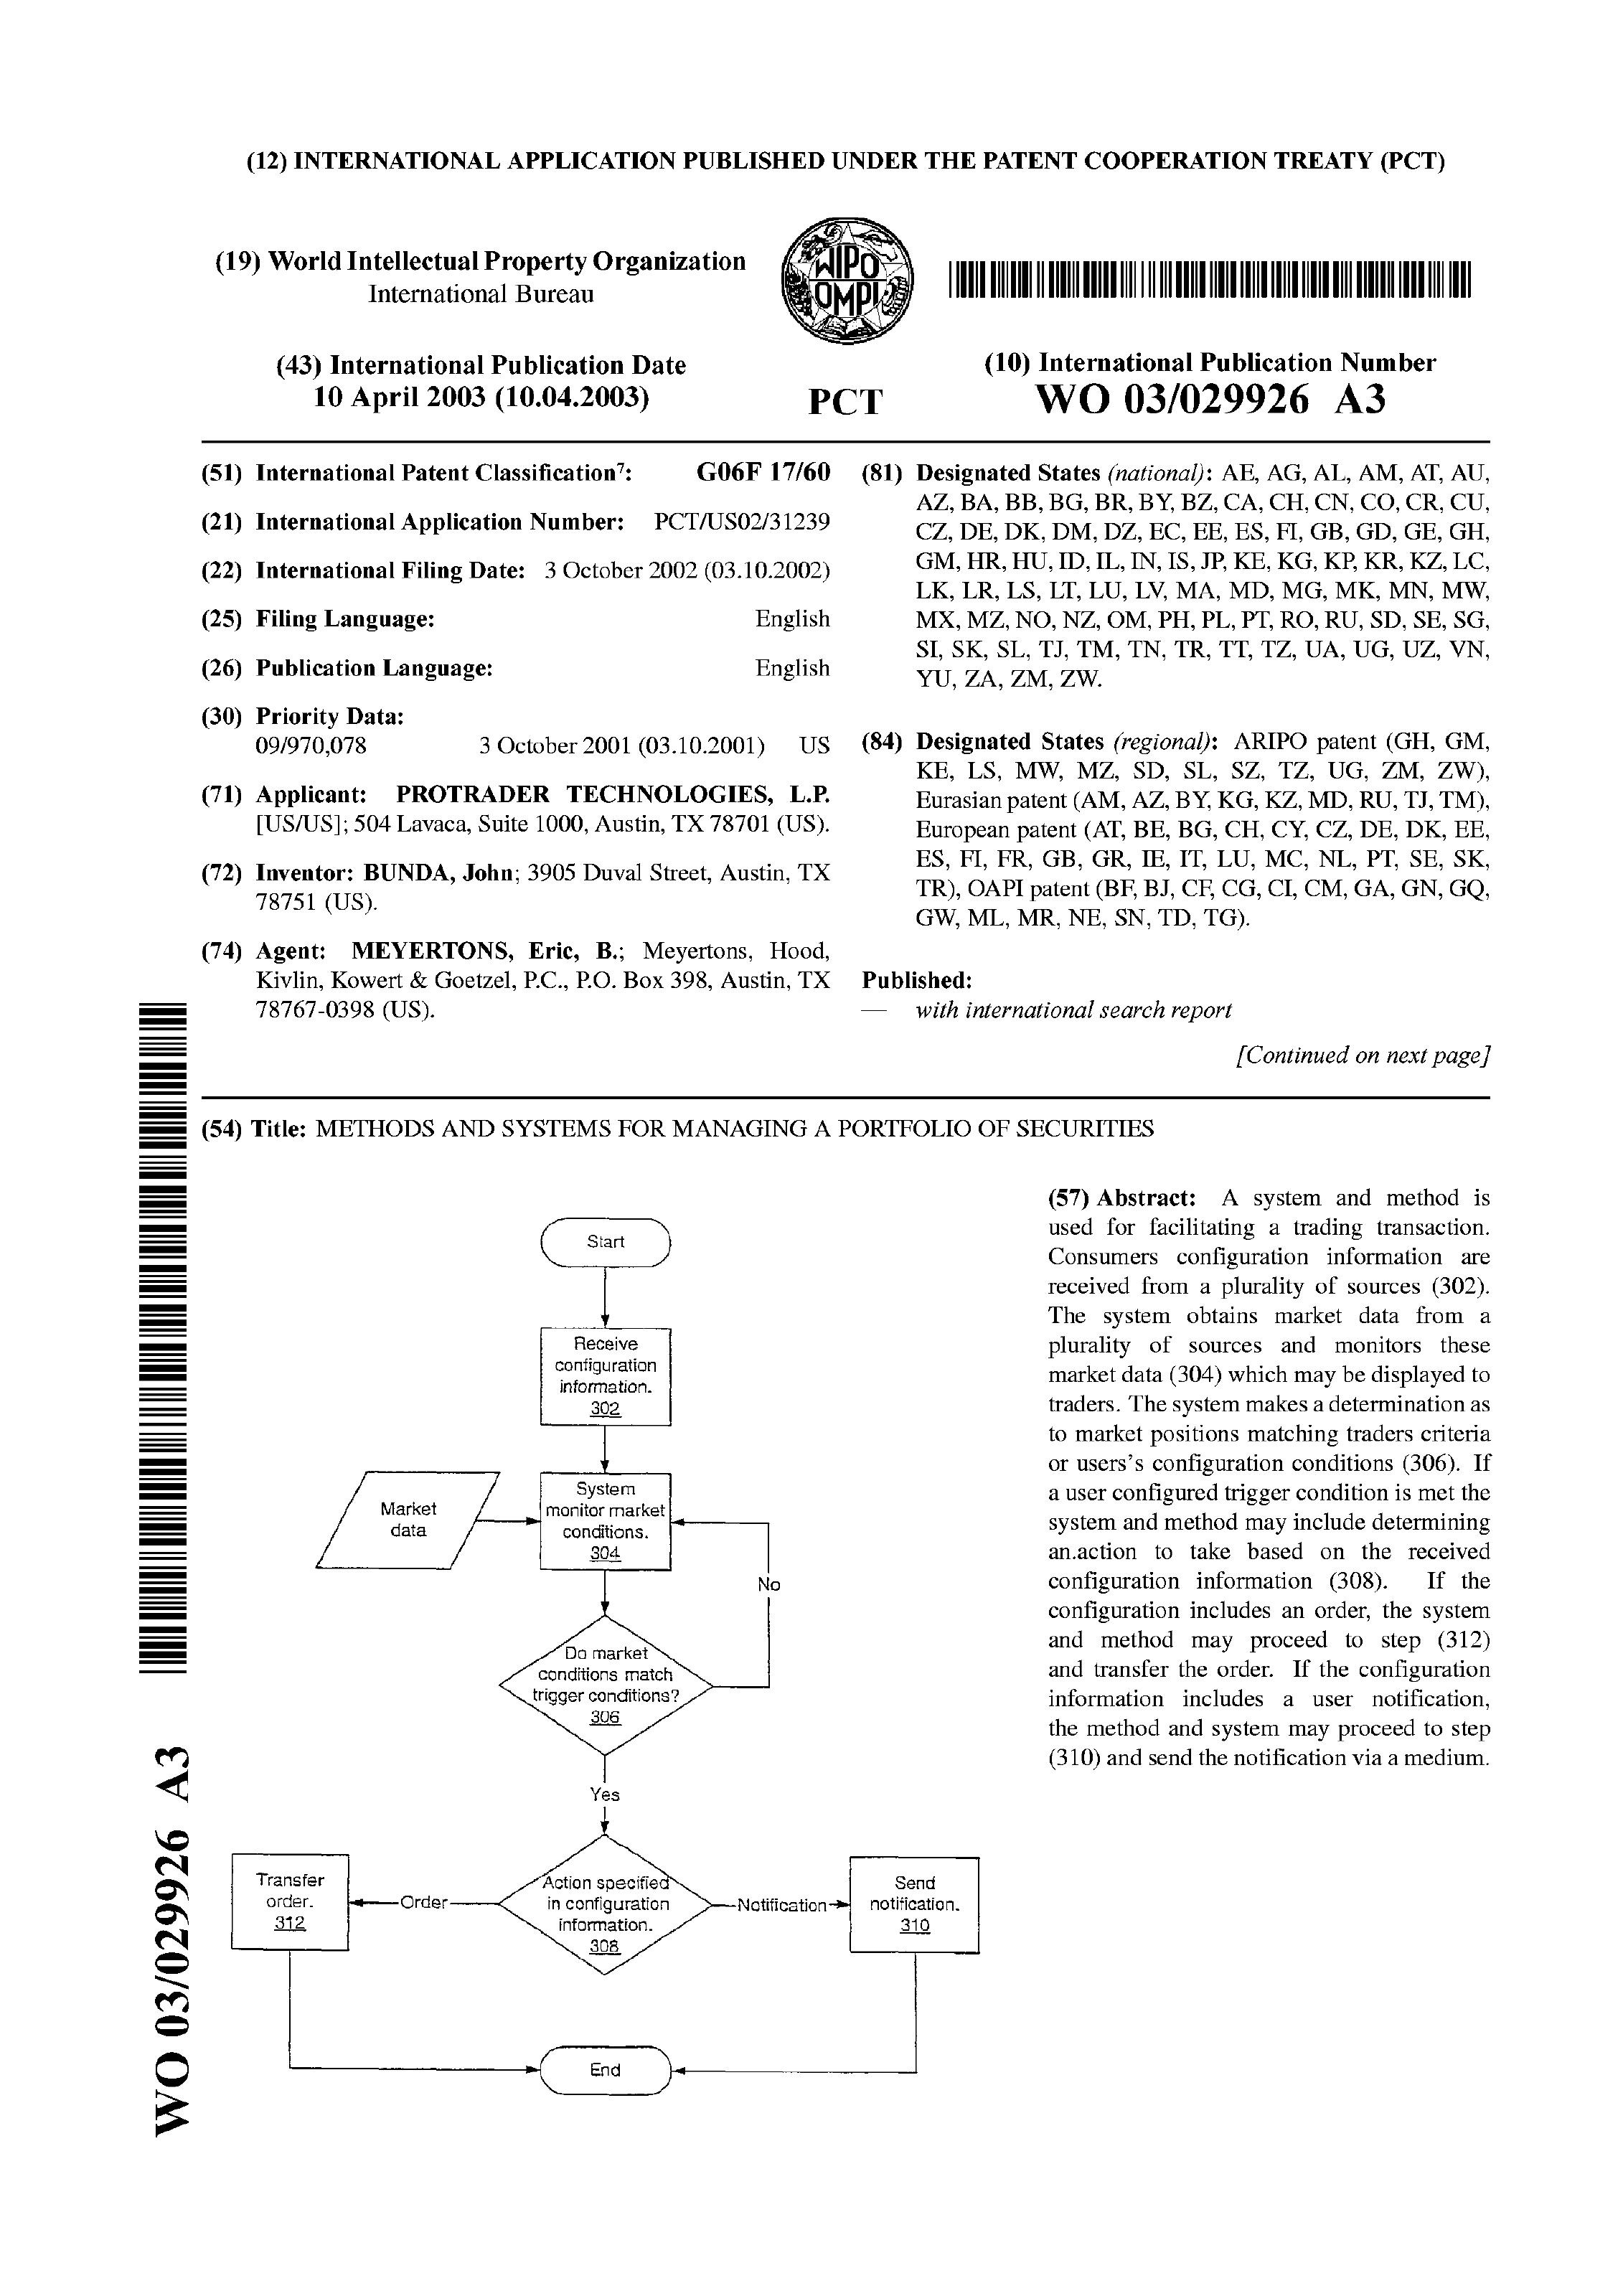 (12) INTERNATIONAL APPLICATION PUBLISHED UNDER THE PATENT COOPERATION TREATY (PCT)
(19) World Intellectual Property Organization
International Bureau
WIPO
OMPI
(43) International Publication Date
10 April 2003 (10.04.2003)
PCT
(10) International Publication Number
WO 03/029926 A3
(51) International Patent Classification7: G06F 17/60
(21) International Application Number: PCT/US02/31239
(22) International Filing Date: 3 October 2002 (03.10.2002)
(25) Filing Language: English
(26) Publication Language: English
(30) Priority Data:
09/970,078 3 October 2001 (03.10.2001) US
(71) Applicant: PROTRADER TECHNOLOGIES, L.P.
[US/US]; 504 Lavaca, Suite 1000, Austin, TX 78701 (US).
(72) Inventor: BUNDA, John; 3905 Duval Street, Austin, TX
78751 (US).
(74) Agent: MEYERTONS, Eric, B.; Meyertons, Hood,
Kivlin, Kowert & Goetzel, P.C., P.O. Box 398, Austin, TX
78767-0398 (US).
(81) Designated States (national): AE, AG, AL, AM, AT, AU,
AZ, BA, BB, BG, BR, BY, BZ, CA, CH, CN, CO, CR, CU,
CZ, DE, DK, DM, DZ, EC, EE, ES, FI, GB, GD, GE, GH,
GM, HR, HU, ID, IL, IN, IS, JP, KE, KG, KP, KR, KZ, LC,
LK, LR, LS, LT, LU, LV, MA, MD, MG, MK, MN, MW,
MX, MZ, NO, NZ, OM, PH, PL, PT, RO, RU, SD, SE, SG,
SI, SK, SL, TJ, TM, TN, TR, TT, TZ, UA, UG, UZ, VN,
YU, ZA, ZM, ZW.
(84) Designated States (regional): ARIPO patent (GH, GM,
KE, LS, MW, MZ, SD, SL, SZ, TZ, UG, ZM, ZW),
Eurasian patent (AM, AZ, BY, KG, KZ, MD, RU, TJ, TM),
European patent (AT, BE, BG, CH, CY, CZ, DE, DK, EE,
ES, FI, FR, GB, GR, IE, IT, LU, MC, NL, PT, SE, SK,
TR), OAPI patent (BF, BJ, CF, CG, CI, CM, GA, GN, GQ,
GW, ML, MR, NE, SN, TD, TG).
Published:
— with international search report
[Continued on next page]
(54) Title: METHODS AND SYSTEMS FOR MANAGING A PORTFOLIO OF SECURITIES
Start
Receive
configuration
information.
302
Market
data
System
monitor market
conditions.
304
No
Do market
conditions match
trigger conditions?
306
Yes
Transfer
order.
312
Order
Action specified
in configuration
information.
308
Notification
Send
notification.
310
End
(57) Abstract: A system and method is
used for facilitating a trading transaction.
Consumers configuration information are
received from a plurality of sources (302).
The system obtains market data from a
plurality of sources and monitors these
market data (304) which may be displayed to
traders. The system makes a determination as
to market positions matching traders criteria
or users's configuration conditions (306). If
a user configured trigger condition is met the
system and method may include determining
an.action to take based on the received
configuration information (308). If the
configuration includes an order, the system
and method may proceed to step (312)
and transfer the order. If the configuration
information includes a user notification,
the method and system may proceed to step
(310) and send the notification via a medium.
WO 03/029926 A3